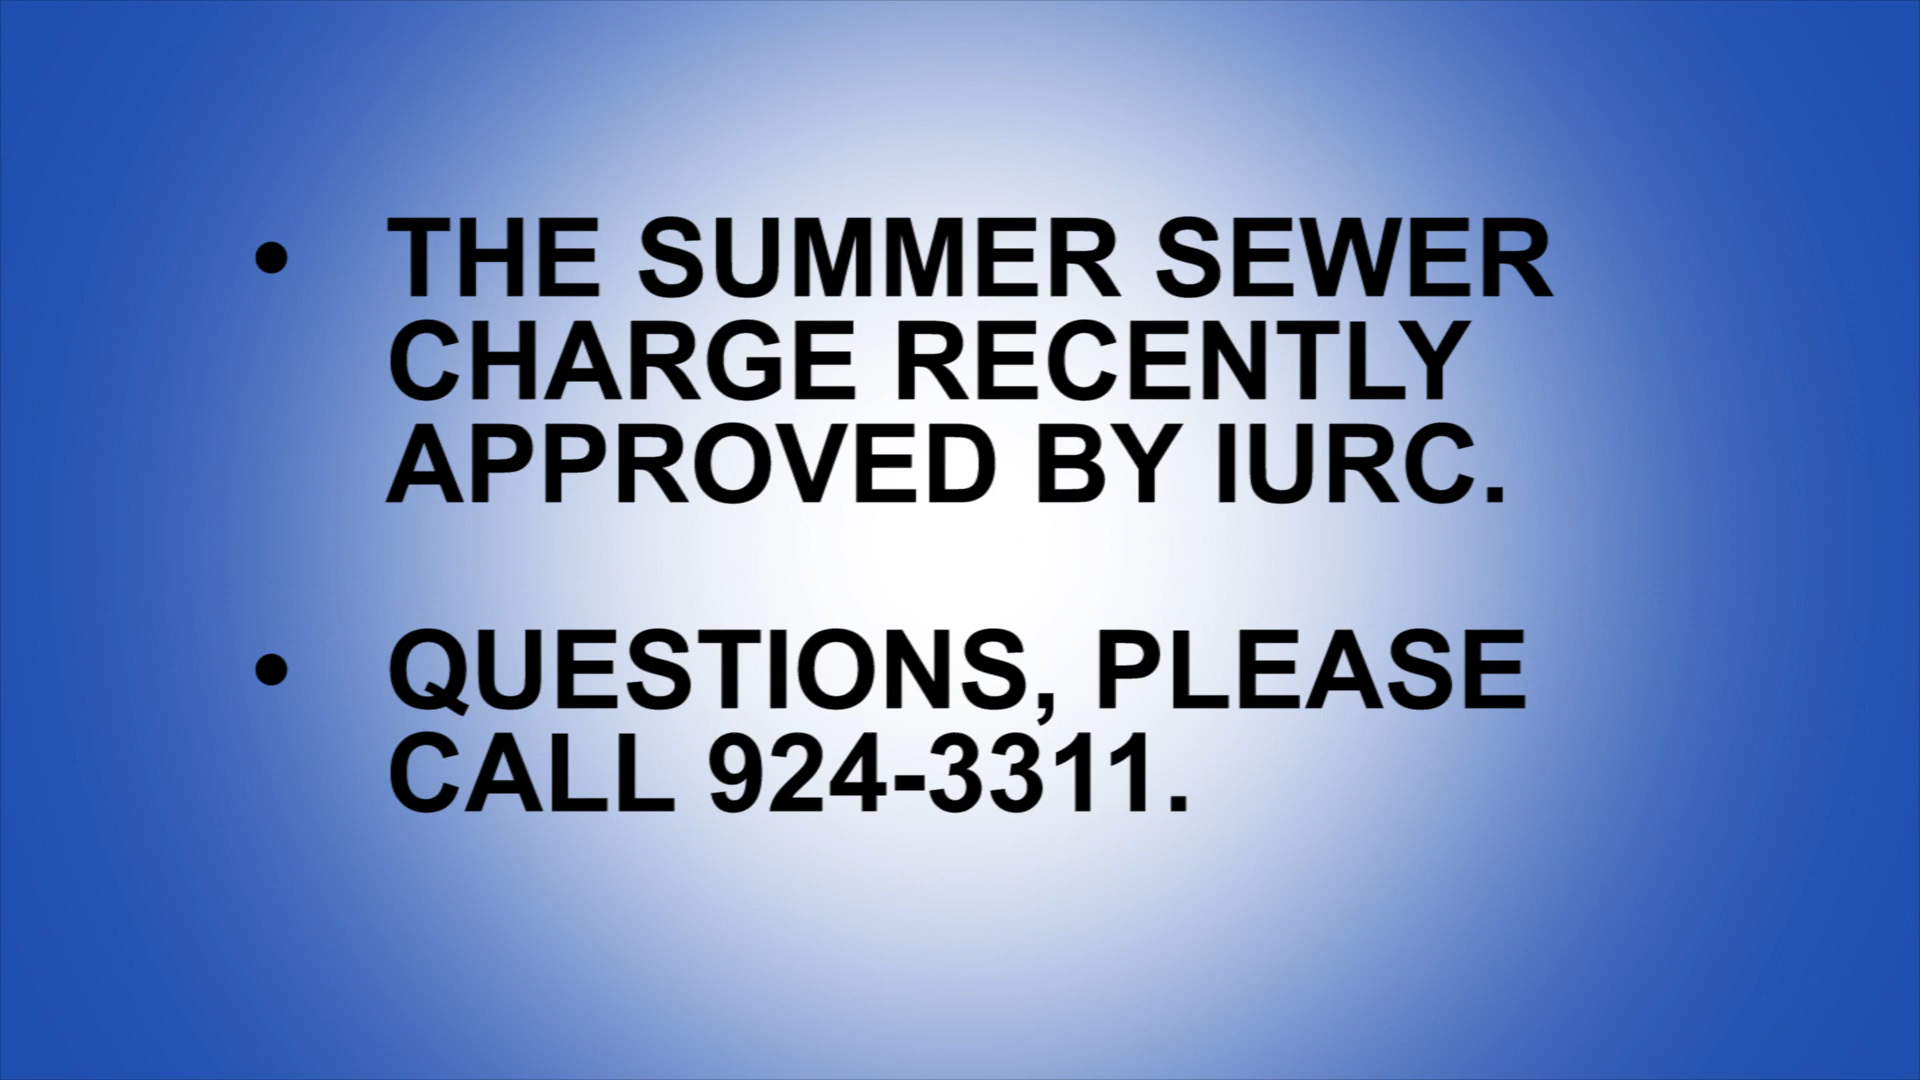 • THE SUMMER SEWER
CHARGE RECENTLY
APPROVED BY IURC.
• QUESTIONS, PLEASE
CALL 924-3311.